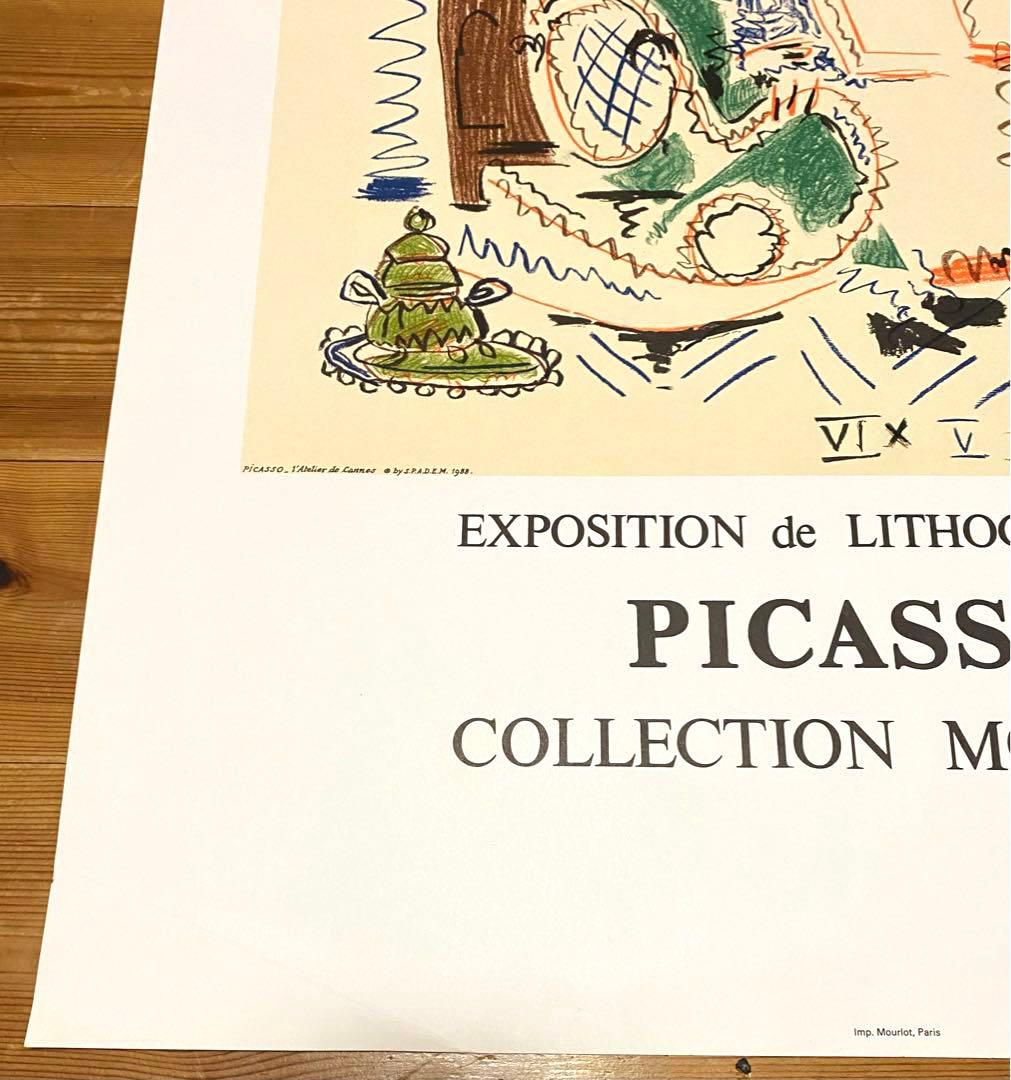 VI X V
PICASSO_ l'Atelier de Cannes © by S.P.A.D.E.M. 1988.
EXPOSITION de LITHOG
PICASS
COLLECTION MO
Imp. Mourlot, Paris